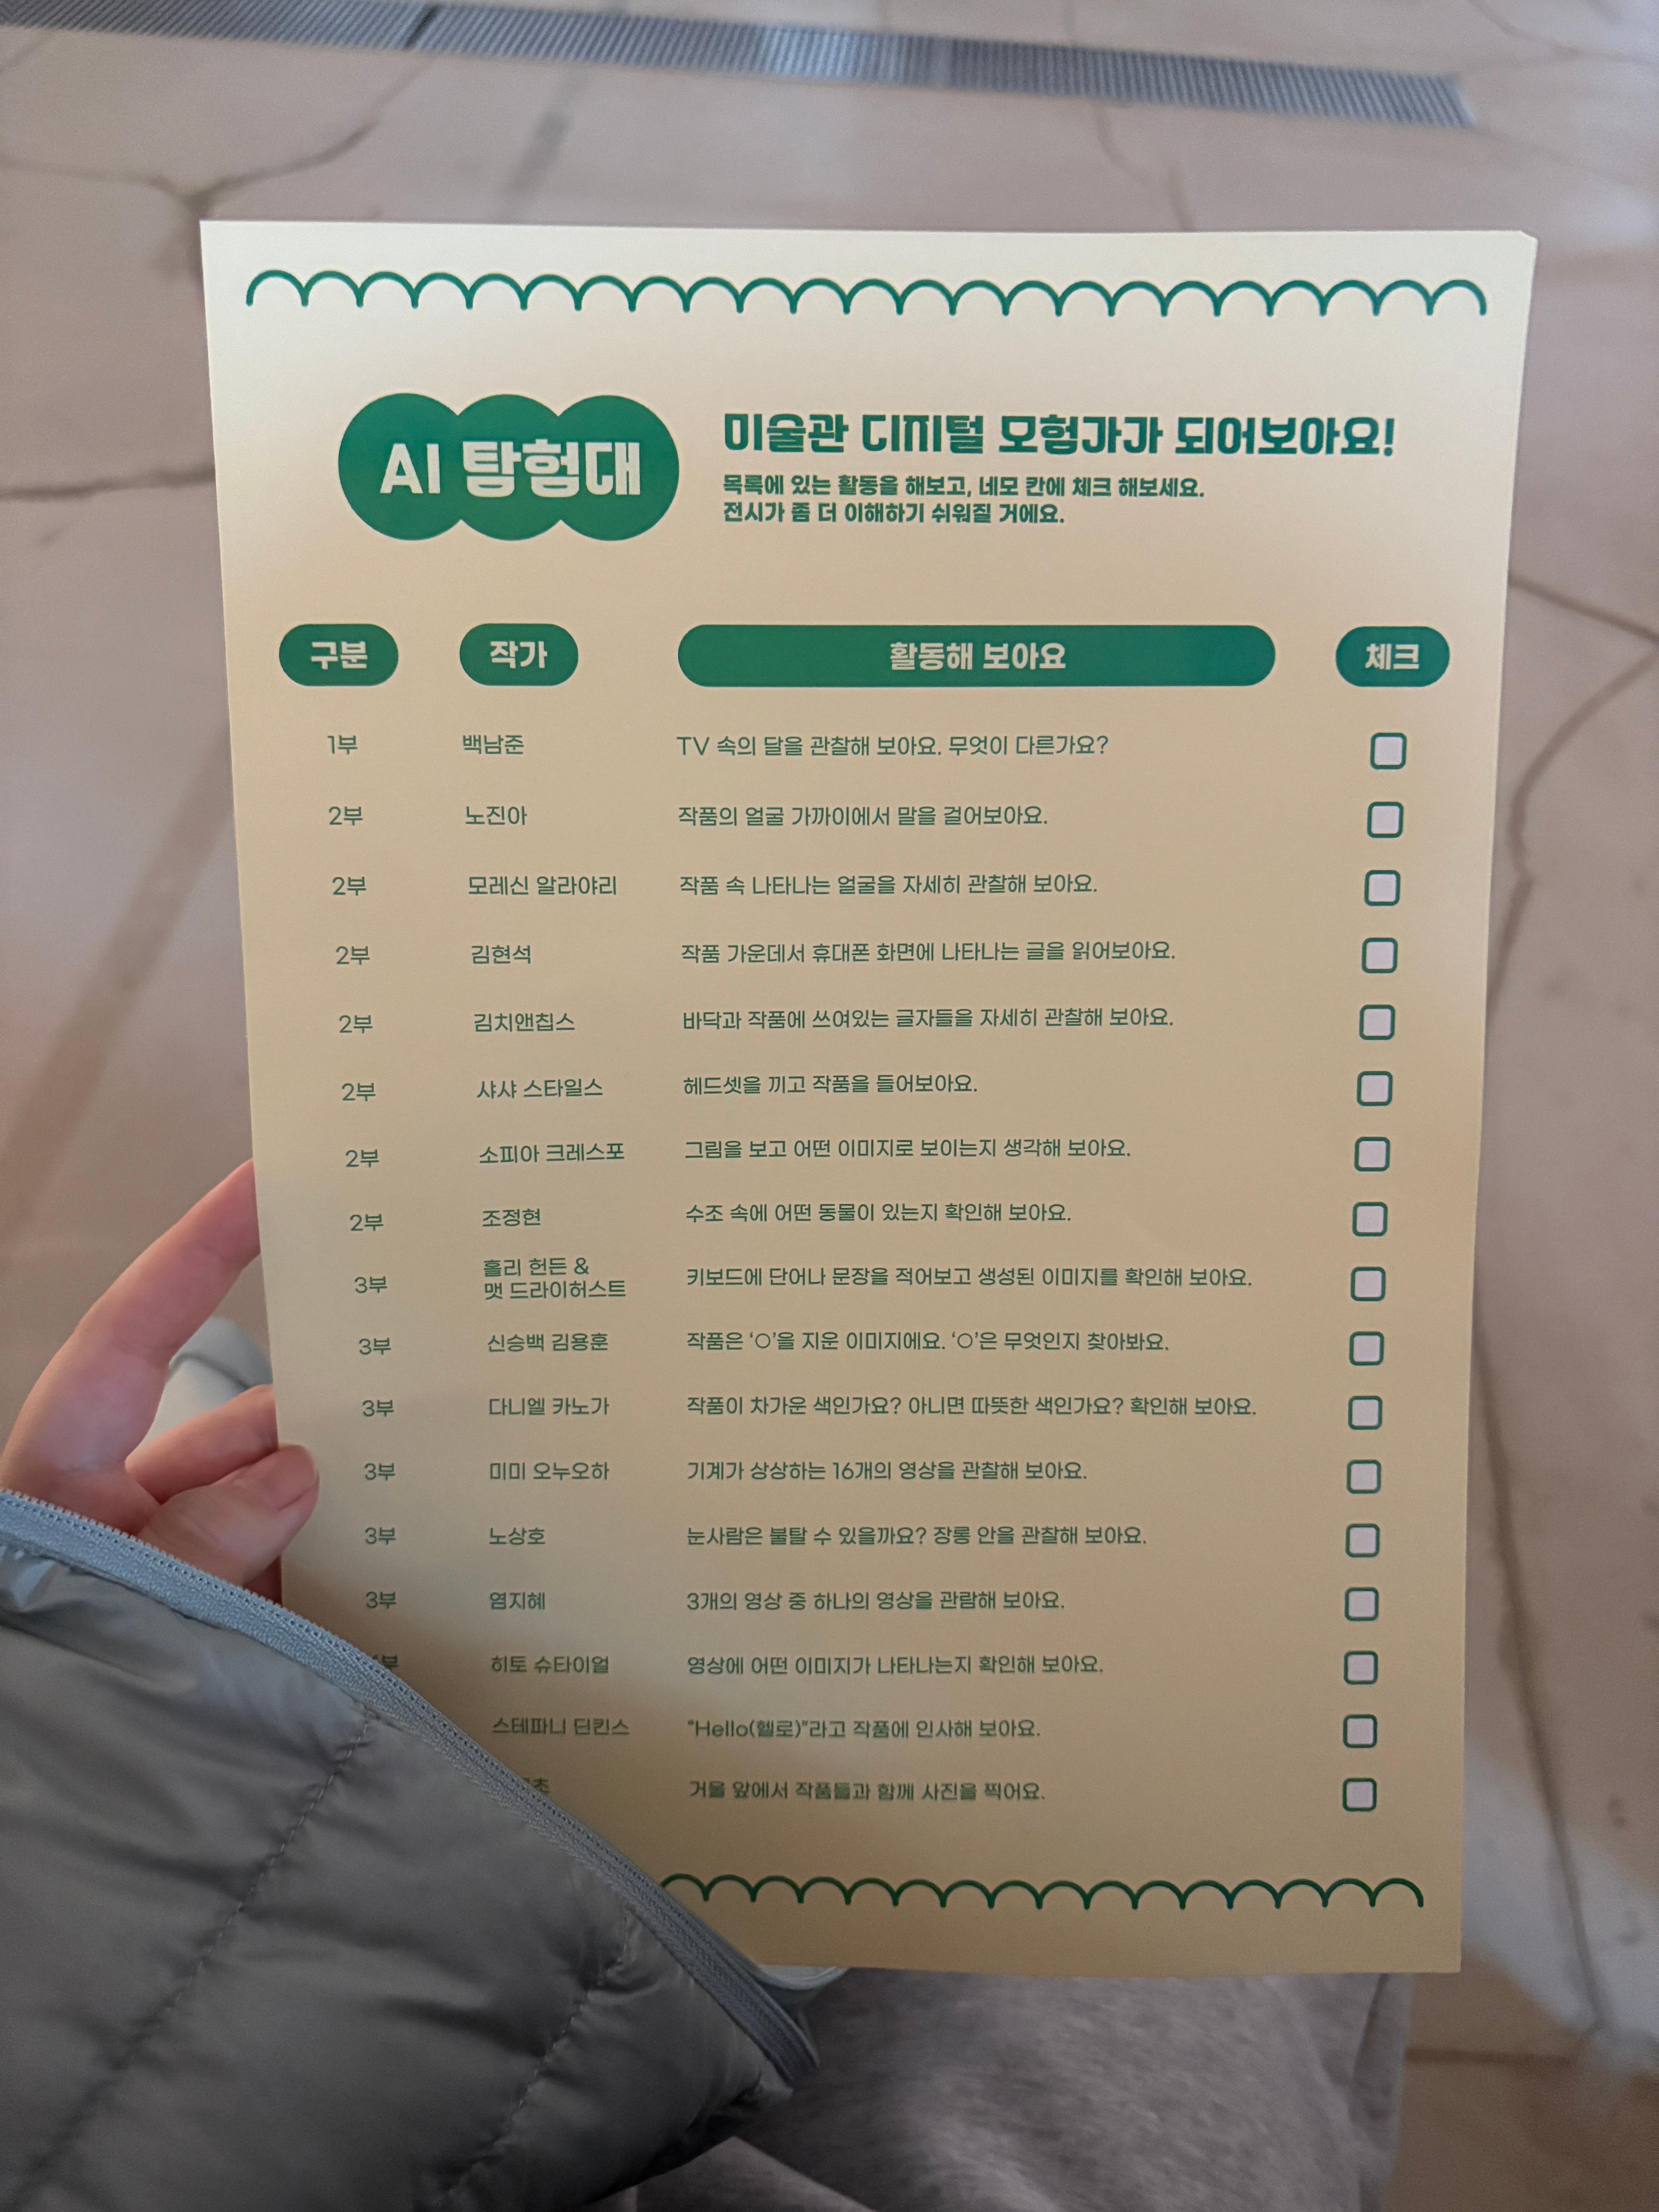 AI 탐험대
미술관 디지털 모험가가 되어보아요!
목록에 있는 활동을 해보고, 네모 칸에 체크 해보세요.
전시가 좀 더 이해하기 쉬워질 거예요.
구분 작가 활동해 보아요 체크
1부 백남준 TV 속의 달을 관찰해 보아요. 무엇이 다른가요?
2부 노진아 작품의 얼굴 가까이에서 말을 걸어보아요.
2부 모레신 알라야리 작품 속 나타나는 얼굴을 자세히 관찰해 보아요.
2부 김현석 작품 가운데서 휴대폰 화면에 나타나는 글을 읽어보아요.
2부 김치앤칩스 바닥과 작품에 쓰여있는 글자들을 자세히 관찰해 보아요.
2부 샤샤 스타일스 헤드셋을 끼고 작품을 들어보아요.
2부 소피아 크레스포 그림을 보고 어떤 이미지로 보이는지 생각해 보아요.
2부 조정현 수조 속에 어떤 동물이 있는지 확인해 보아요.
3부 홀리 헌든 &
맷 드라이허스트 키보드에 단어나 문장을 적어보고 생성된 이미지를 확인해 보아요.
3부 신승백 김용훈 작품은 ‘○’을 지운 이미지에요. ‘○’은 무엇인지 찾아봐요.
3부 다니엘 카노가 작품이 차가운 색인가요? 아니면 따뜻한 색인가요? 확인해 보아요.
3부 미미 오누오하 기계가 상상하는 16개의 영상을 관찰해 보아요.
3부 노상호 눈사람은 불탈 수 있을까요? 장롱 안을 관찰해 보아요.
3부 염지혜 3개의 영상 중 하나의 영상을 관람해 보아요.
히토 슈타이얼 영상에 어떤 이미지가 나타나는지 확인해 보아요.
스테파니 딘킨스 “Hello(헬로)”라고 작품에 인사해 보아요.
거울 앞에서 작품들과 함께 사진을 찍어요.